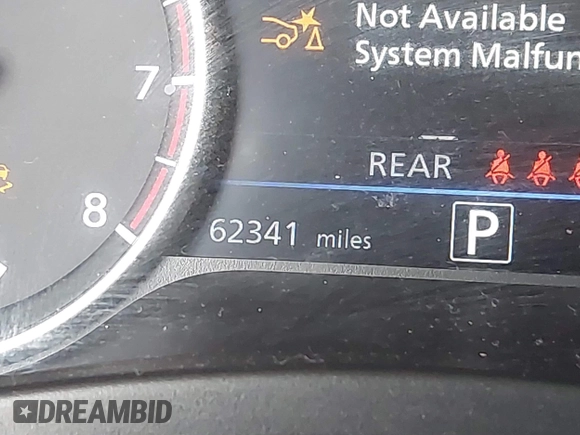 Not Available
System Malfun
7
REAR
8
62341 miles
P
DREAMBID